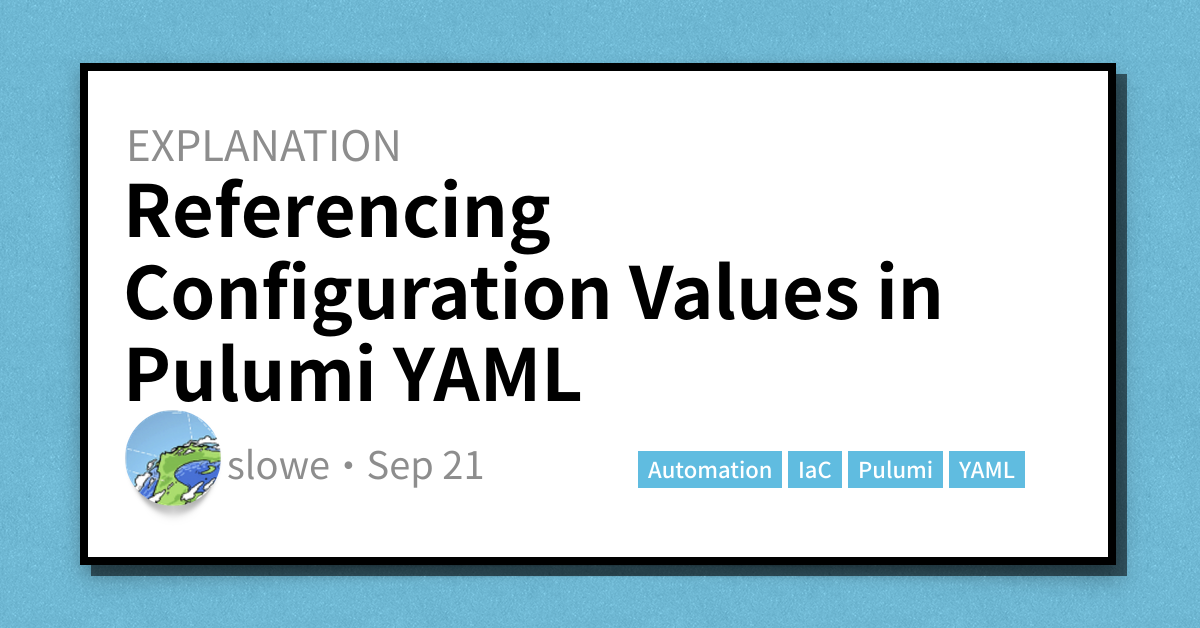 EXPLANATION
Referencing
Configuration Values in
Pulumi YAML
slowe • Sep 21
Automation IaC Pulumi YAML